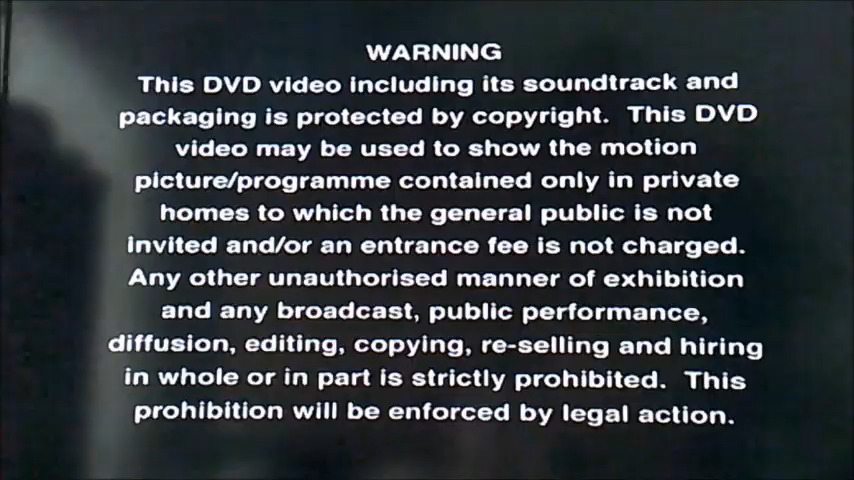 WARNING
This DVD video including its soundtrack and
packaging is protected by copyright.  This DVD
video may be used to show the motion
picture/programme contained only in private
homes to which the general public is not
invited and/or an entrance fee is not charged.
Any other unauthorised manner of exhibition
and any broadcast, public performance,
diffusion, editing, copying, re-selling and hiring
in whole or in part is strictly prohibited.  This
prohibition will be enforced by legal action.